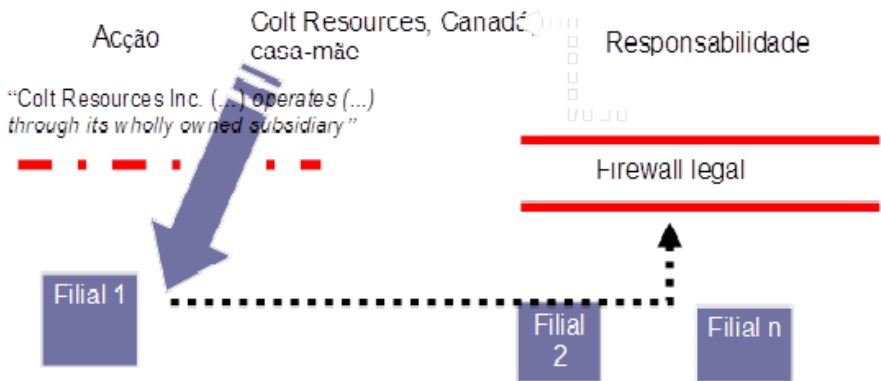 Acção
Colt Resources, Canadá,
casa-mãe
Responsabilidade
“Colt Resources Inc. (...) operates (...)
through its wholly owned subsidiary”
Firewall legal
Filial 1
Filial
2
Filial n